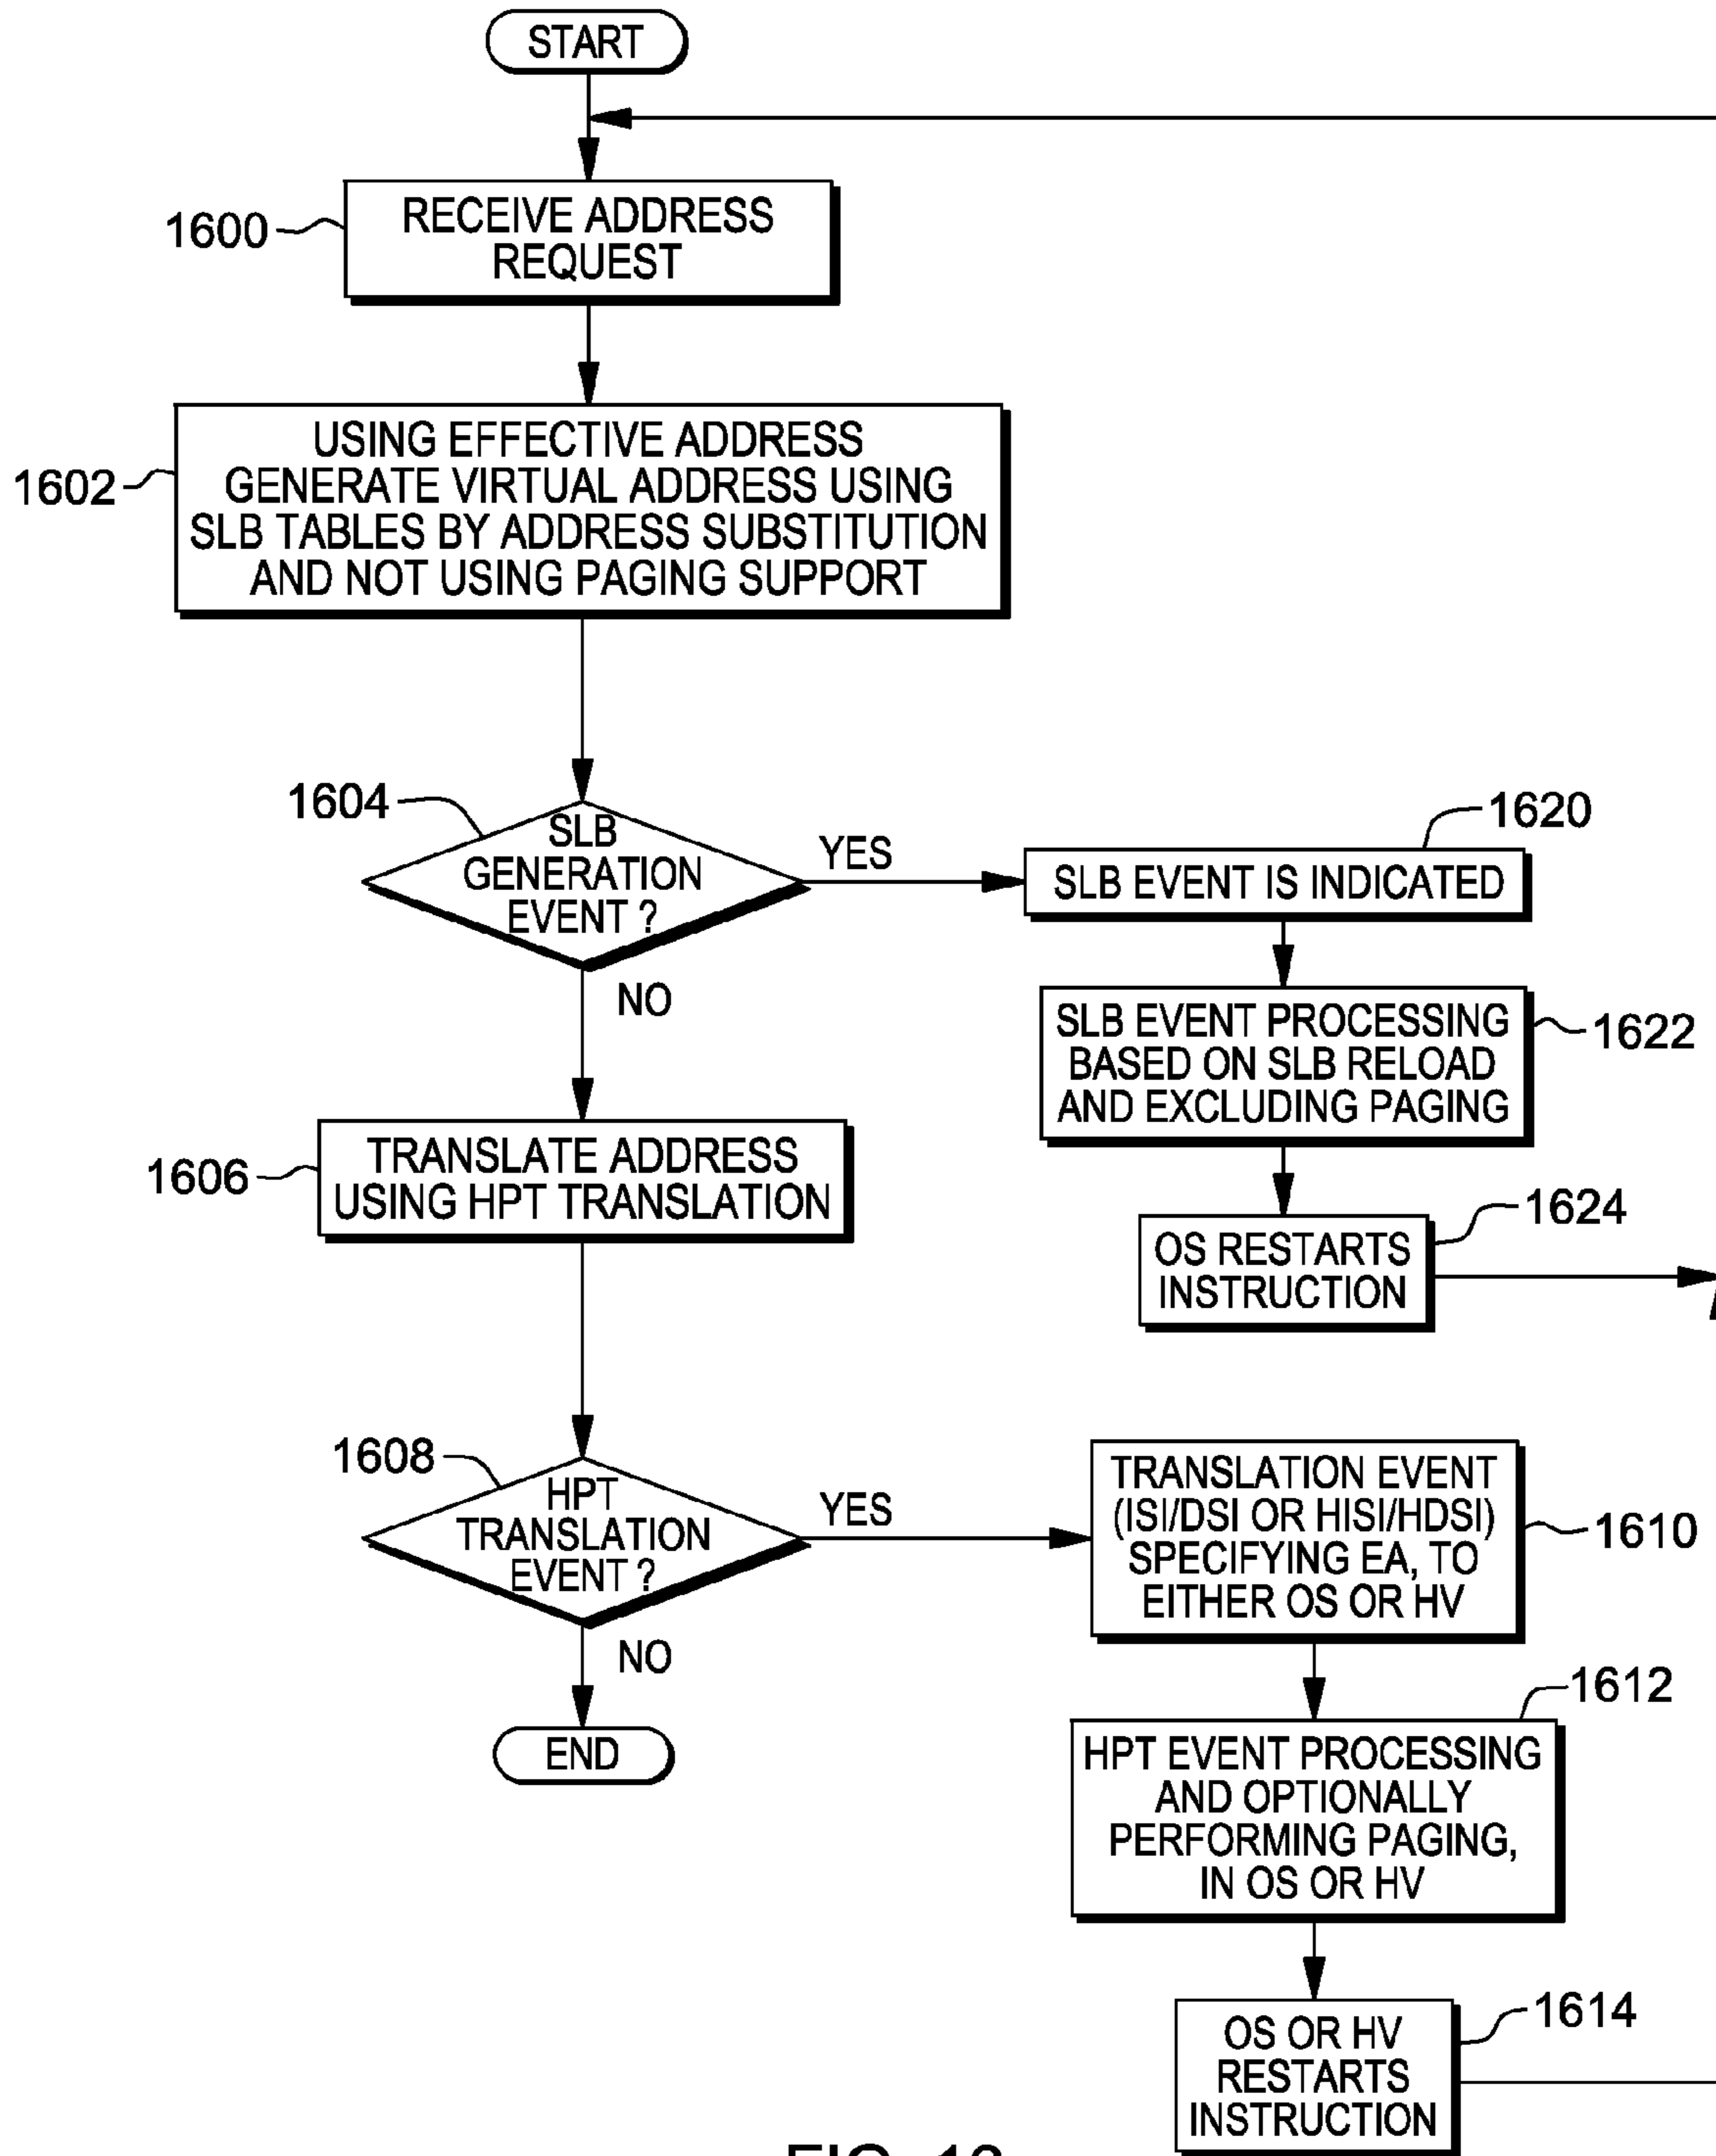 START
1600
RECEIVE ADDRESS
REQUEST
1602
USING EFFECTIVE ADDRESS
GENERATE VIRTUAL ADDRESS USING
SLB TABLES BY ADDRESS SUBSTITUTION
AND NOT USING PAGING SUPPORT
1604
SLB
GENERATION
EVENT ?
YES
NO
1620
SLB EVENT IS INDICATED
SLB EVENT PROCESSING
BASED ON SLB RELOAD
AND EXCLUDING PAGING
1622
1624
OS RESTARTS
INSTRUCTION
1606
TRANSLATE ADDRESS
USING HPT TRANSLATION
1608
HPT
TRANSLATION
EVENT ?
YES
NO
END
TRANSLATION EVENT
(ISI/DSI OR HISI/HDSI)
SPECIFYING EA, TO
EITHER OS OR HV
1610
1612
HPT EVENT PROCESSING
AND OPTIONALLY
PERFORMING PAGING,
IN OS OR HV
1614
OS OR HV
RESTARTS
INSTRUCTION
FIG.